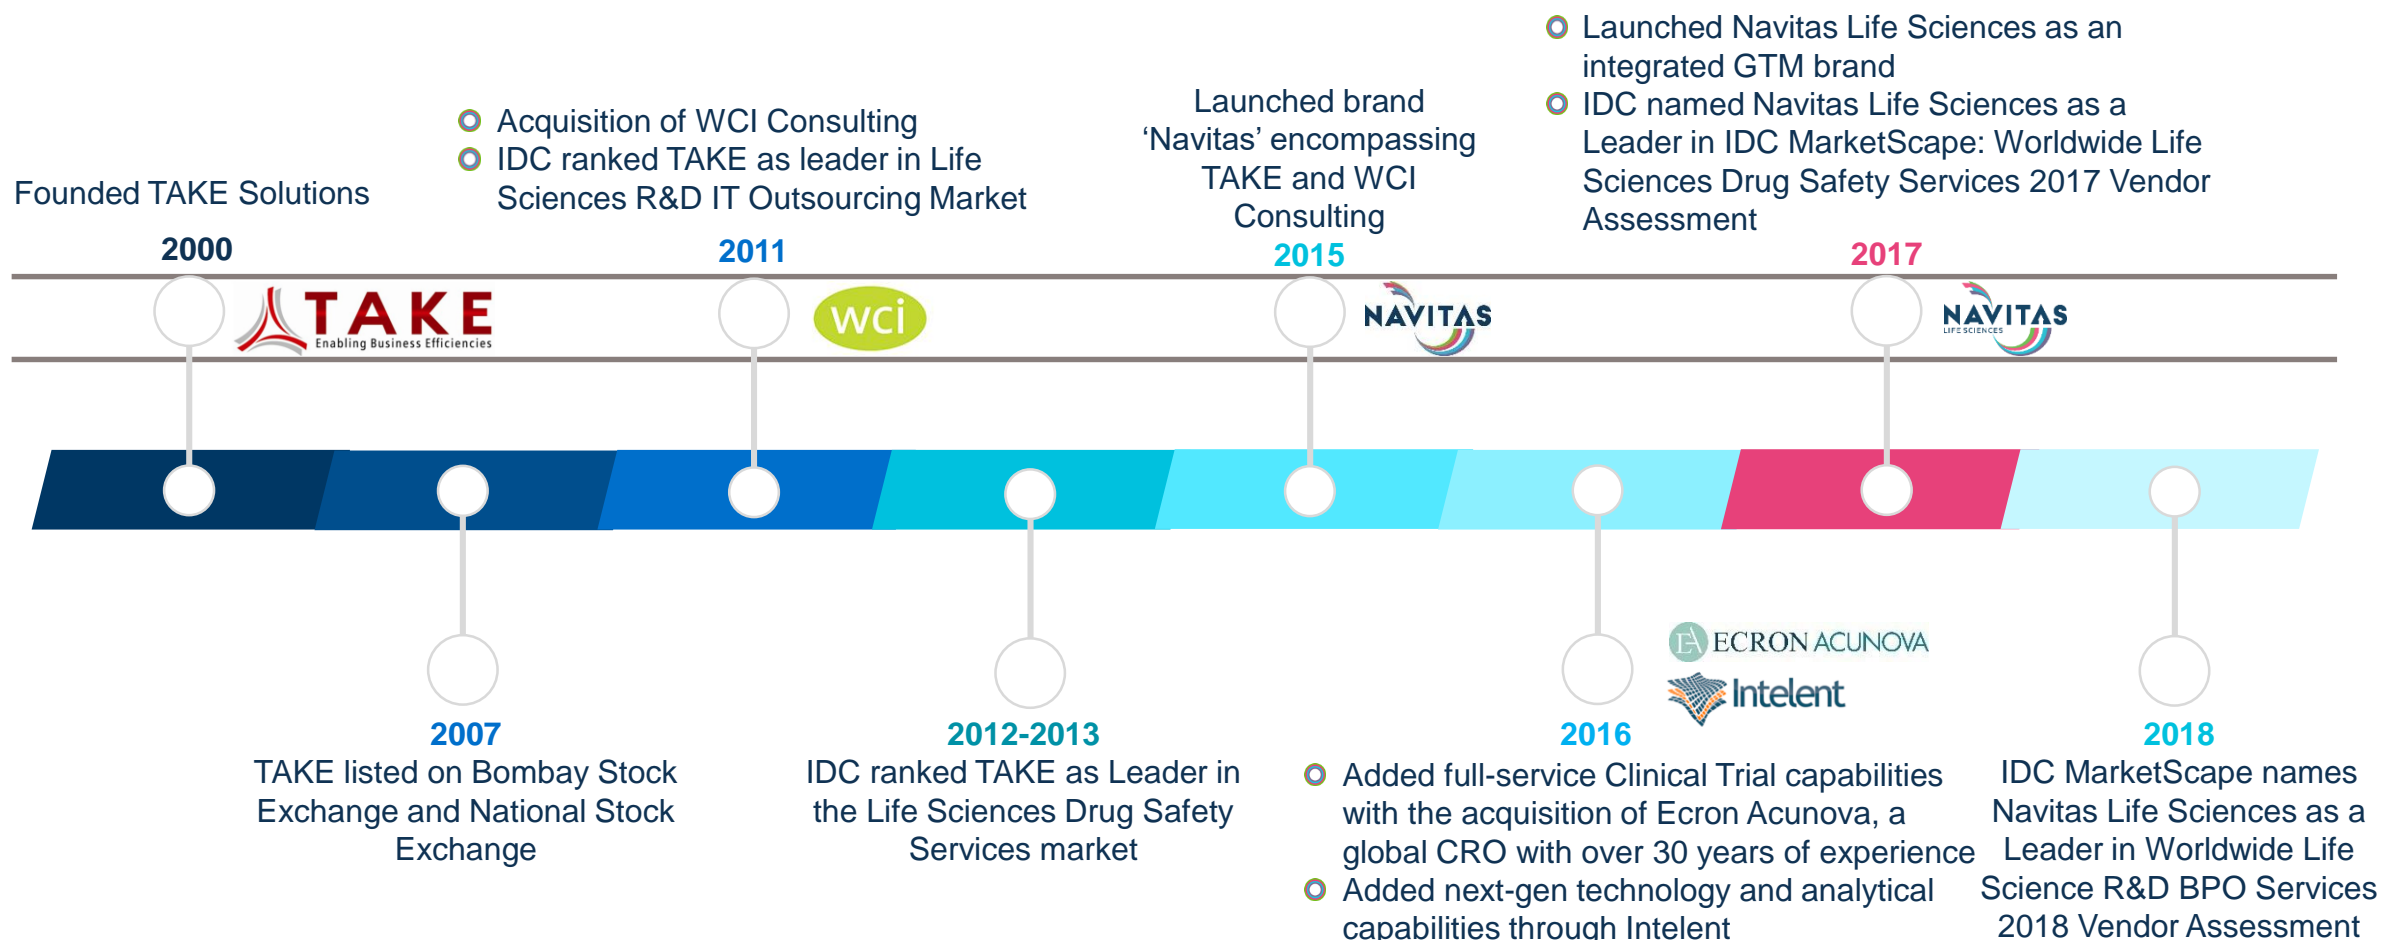 Founded TAKE Solutions
2000
TAKE
Enabling Business Efficiencies
Acquisition of WCI Consulting
IDC ranked TAKE as leader in Life
Sciences R&D IT Outsourcing Market
2011
wci
Launched brand
‘Navitas’ encompassing
TAKE and WCI
Consulting
2015
NAVITAS
Launched Navitas Life Sciences as an
integrated GTM brand
IDC named Navitas Life Sciences as a
Leader in IDC MarketScape: Worldwide Life
Sciences Drug Safety Services 2017 Vendor
Assessment
2017
NAVITAS
LIFE SCIENCES
2007
TAKE listed on Bombay Stock
Exchange and National Stock
Exchange
2012-2013
IDC ranked TAKE as Leader in
the Life Sciences Drug Safety
Services market
EA ECRON ACUNOVA
Intelent
2016
Added full-service Clinical Trial capabilities
with the acquisition of Ecron Acunova, a
global CRO with over 30 years of experience
Added next-gen technology and analytical
capabilities through Intelent
2018
IDC MarketScape names
Navitas Life Sciences as a
Leader in Worldwide Life
Science R&D BPO Services
2018 Vendor Assessment